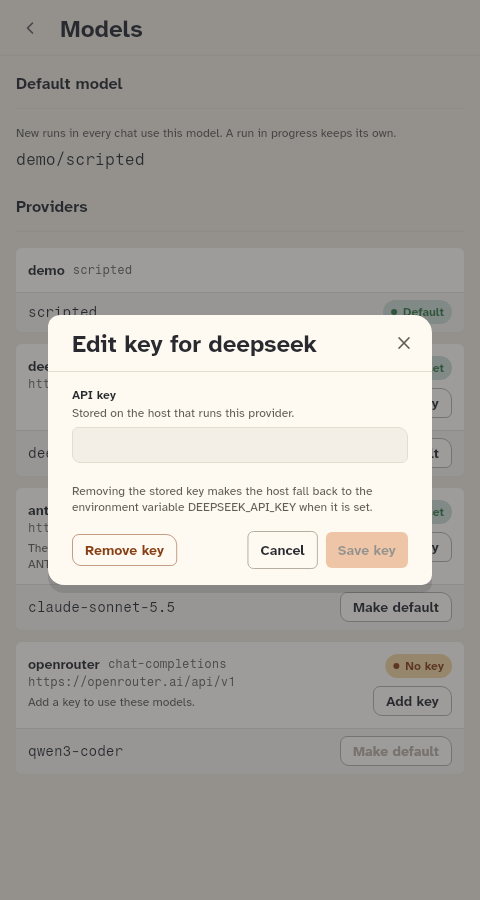 Models
Default model
New runs in every chat use this model. A run in progress keeps its own.
demo/scripted
Providers
demo scripted
scripted
Default
Edit key for deepseek
API key
Stored on the host that runs this provider.
Removing the stored key makes the host fall back to the
environment variable DEEPSEEK_API_KEY when it is set.
Remove key
Cancel
Save key
claude-sonnet-5.5
Make default
openrouter chat-completions
No key
https://openrouter.ai/api/v1
Add a key to use these models.
Add key
qwen3-coder
Make default